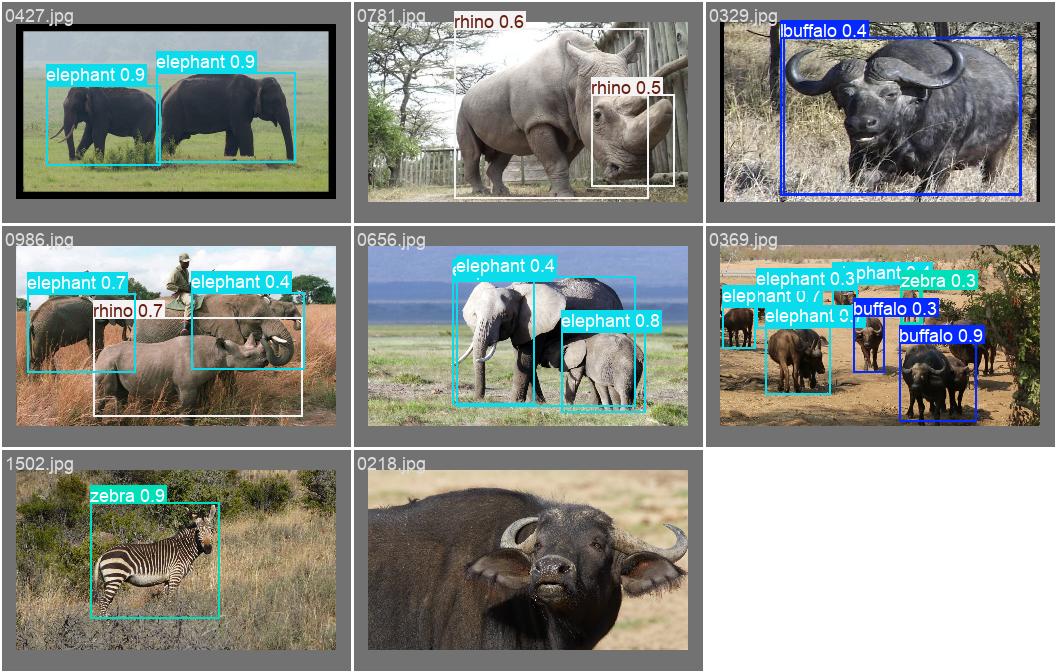 0427.jpg
elephant 0.9
elephant 0.9
0781.jpg
rhino 0.6
rhino 0.5
0329.jpg
buffalo 0.4
0986.jpg
elephant 0.7
elephant 0.4
rhino 0.7
0656.jpg
elephant 0.4
elephant 0.8
0369.jpg
elephant 0.3
zebra 0.3
elephant 0.7
buffalo 0.3
buffalo 0.9
1502.jpg
zebra 0.9
0218.jpg